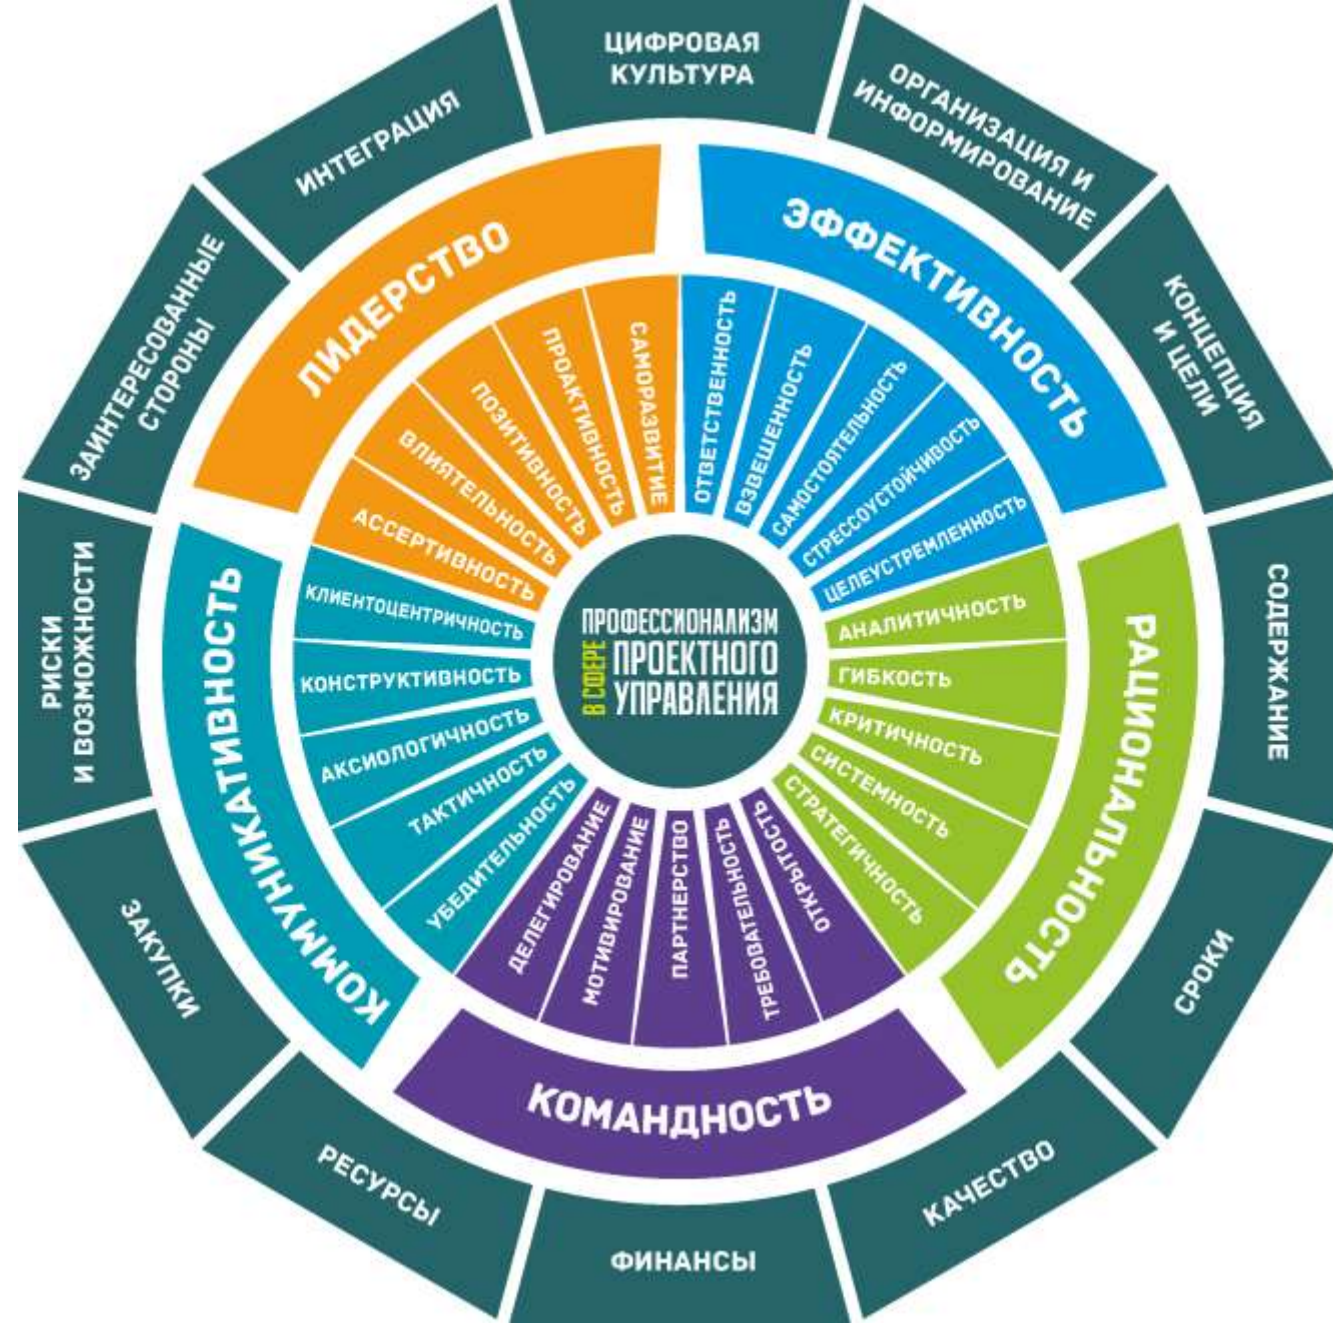 ЦИФРОВАЯ
КУЛЬТУРА
ОРГАНИЗАЦИЯ И
ИНФОРМИРОВАНИЕ
КОНЦЕПЦИЯ
И ЦЕЛИ
СОДЕРЖАНИЕ
СРОКИ
КАЧЕСТВО
ФИНАНСЫ
РЕСУРСЫ
ЗАКУПКИ
РИСКИ
И ВОЗМОЖНОСТИ
ЗАИНТЕРЕСОВАННЫЕ
СТОРОНЫ
ИНТЕГРАЦИЯ
ЭФФЕКТИВНОСТЬ
ОТВЕТСТВЕННОСТЬ
ВЗВЕШЕННОСТЬ
САМОСТОЯТЕЛЬНОСТЬ
СТРЕССОУСТОЙЧИВОСТЬ
ЦЕЛЕУСТРЕМЛЕННОСТЬ
РАЦИОНАЛЬНОСТЬ
АНАЛИТИЧНОСТЬ
ГИБКОСТЬ
КРИТИЧНОСТЬ
СИСТЕМНОСТЬ
СТРАТЕГИЧНОСТЬ
КОМАНДНОСТЬ
ОТКРЫТОСТЬ
ТРЕБОВАТЕЛЬНОСТЬ
ПАРТНЕРСТВО
МОТИВИРОВАНИЕ
ДЕЛЕГИРОВАНИЕ
КОММУНИКАТИВНОСТЬ
УБЕДИТЕЛЬНОСТЬ
ТАКТИЧНОСТЬ
АКСИОЛОГИЧНОСТЬ
КОНСТРУКТИВНОСТЬ
КЛИЕНТОЦЕНТРИЧНОСТЬ
ЛИДЕРСТВО
АССЕРТИВНОСТЬ
ВЛИЯТЕЛЬНОСТЬ
ПОЗИТИВНОСТЬ
ПРОАКТИВНОСТЬ
САМОРАЗВИТИЕ
ПРОФЕССИОНАЛИЗМ
В СФЕРЕ
ПРОЕКТНОГО
УПРАВЛЕНИЯ